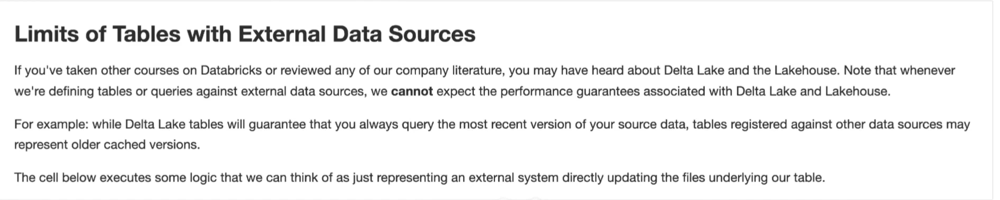 Limits of Tables with External Data Sources
If you've taken other courses on Databricks or reviewed any of our company literature, you may have heard about Delta Lake and the Lakehouse. Note that whenever
we're defining tables or queries against external data sources, we cannot expect the performance guarantees associated with Delta Lake and Lakehouse.
For example: while Delta Lake tables will guarantee that you always query the most recent version of your source data, tables registered against other data sources may
represent older cached versions.
The cell below executes some logic that we can think of as just representing an external system directly updating the files underlying our table.